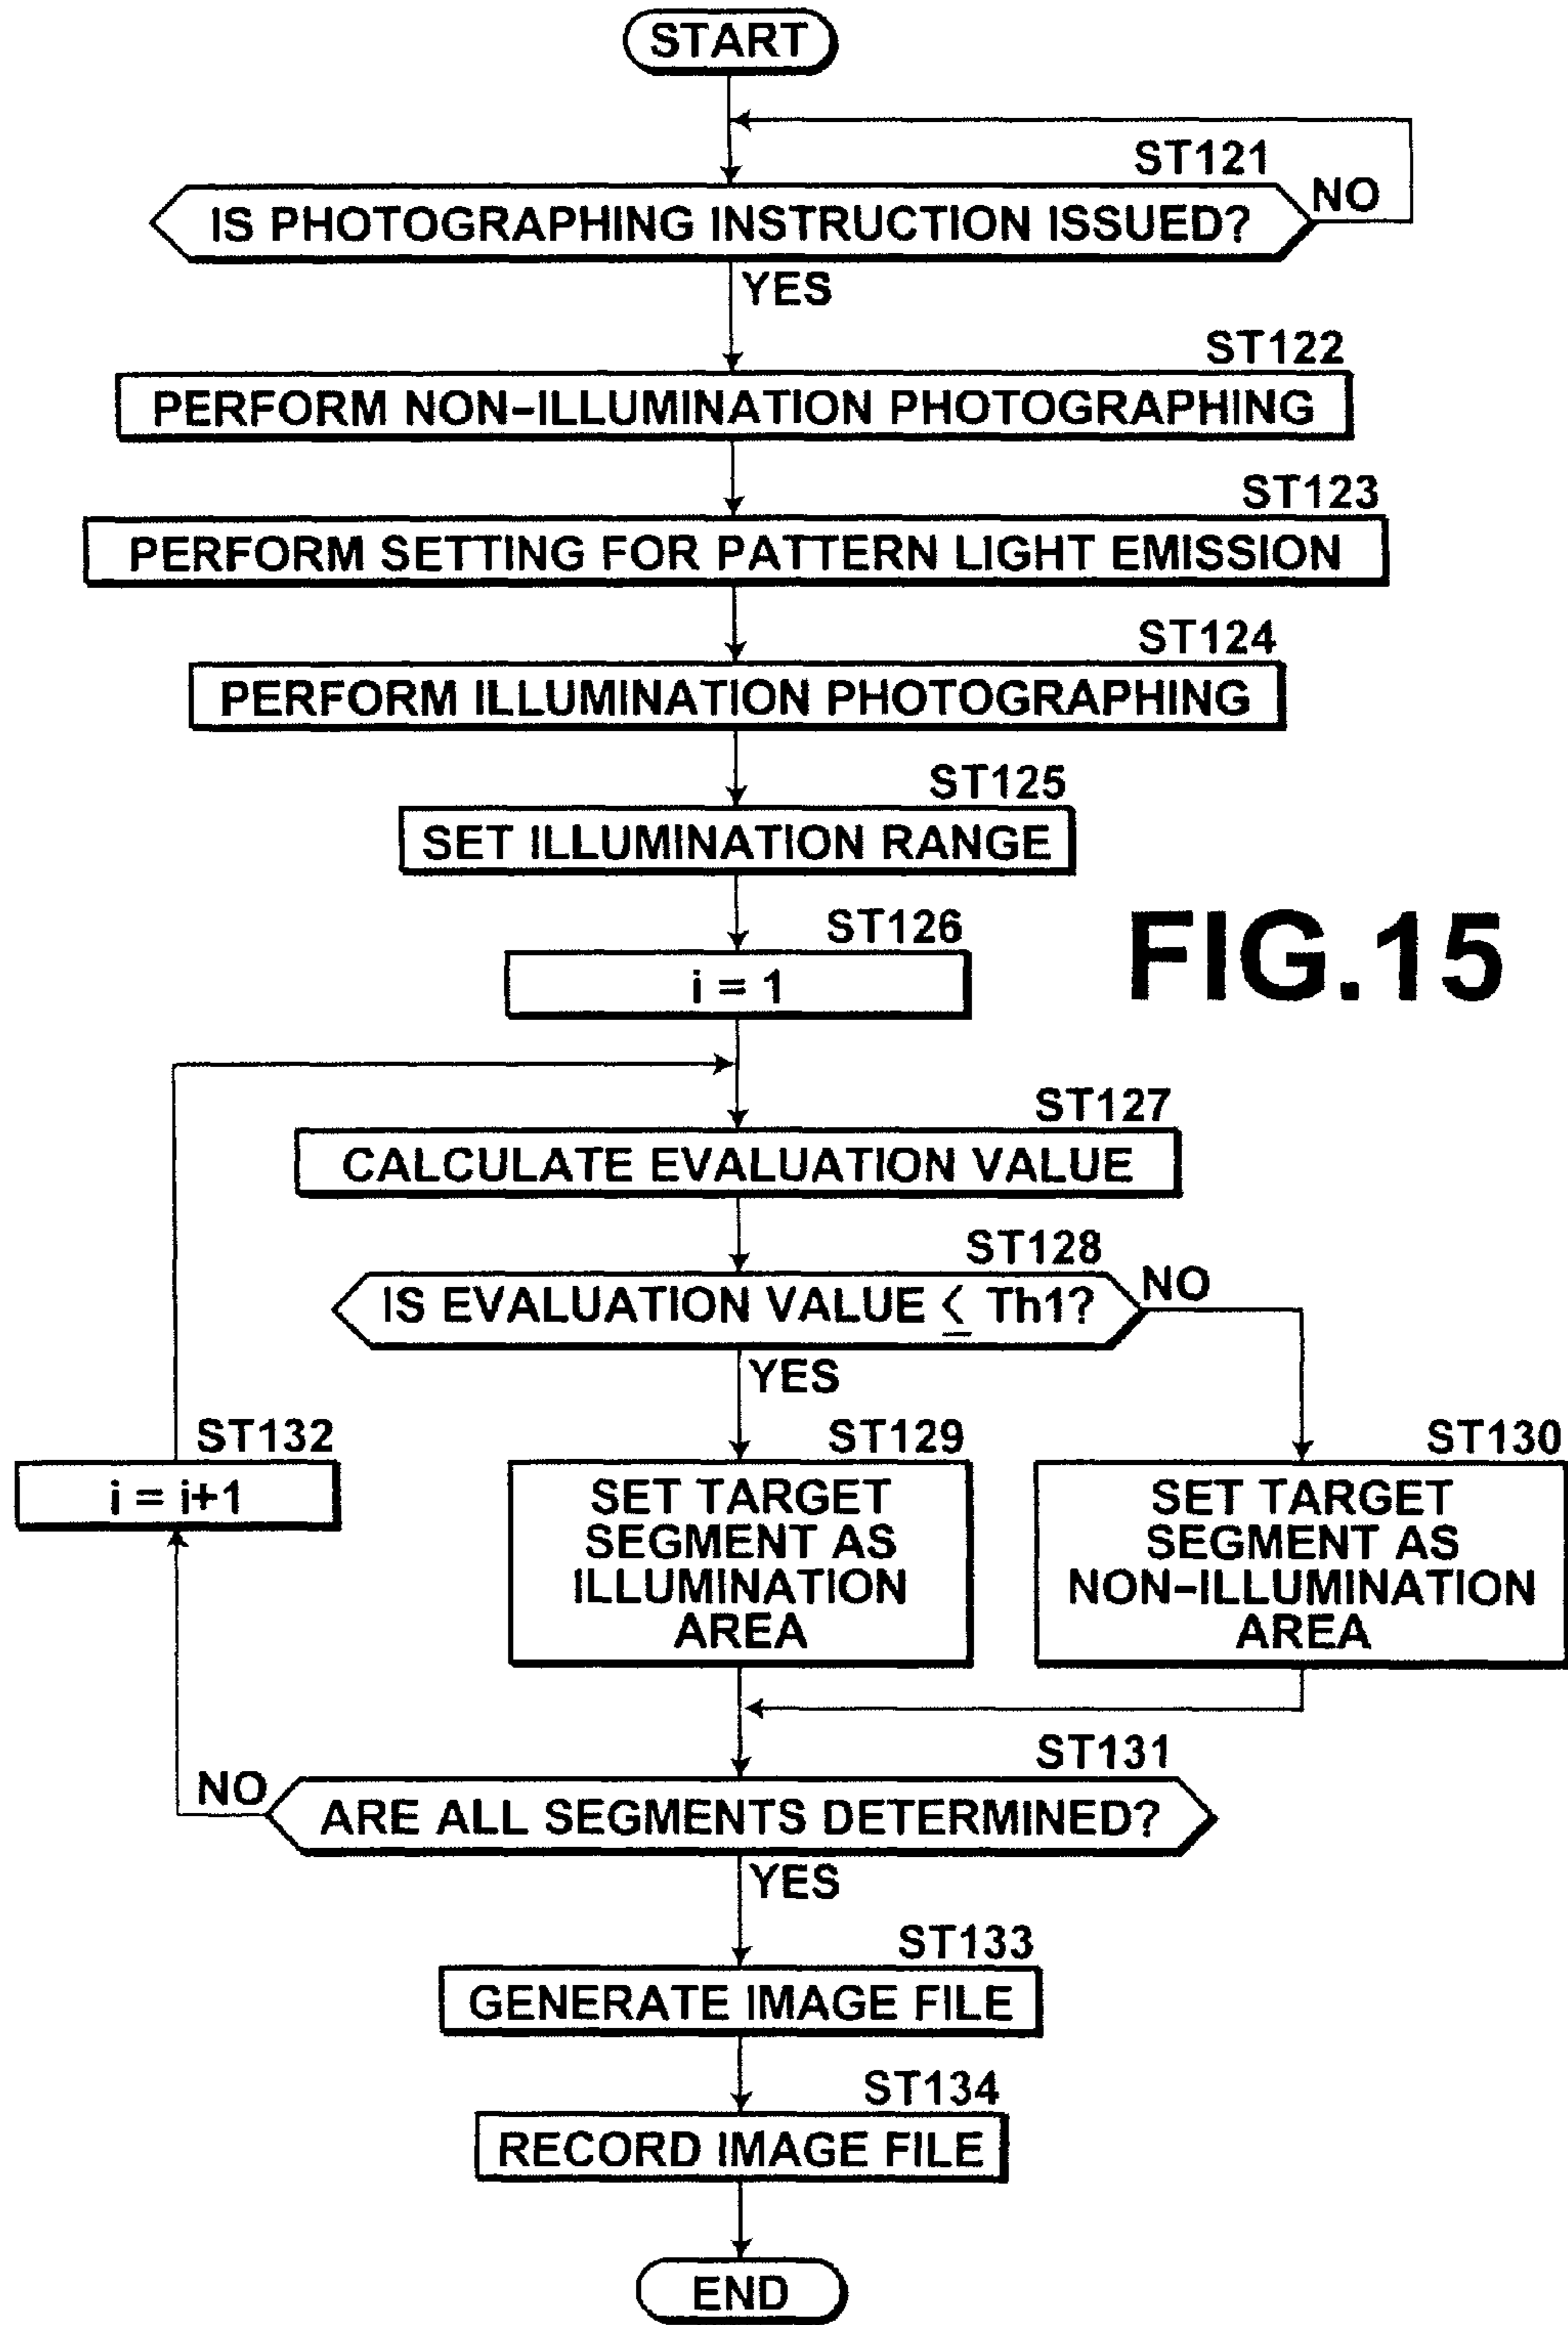 START
ST121
IS PHOTOGRAPHING INSTRUCTION ISSUED?
NO
YES
ST122
PERFORM NON-ILLUMINATION PHOTOGRAPHING
ST123
PERFORM SETTING FOR PATTERN LIGHT EMISSION
ST124
PERFORM ILLUMINATION PHOTOGRAPHING
ST125
SET ILLUMINATION RANGE
FIG.15
ST126
i = 1
ST127
CALCULATE EVALUATION VALUE
ST128
IS EVALUATION VALUE ≤ Th1?
NO
YES
ST132
i = i+1
ST129
SET TARGET
SEGMENT AS
ILLUMINATION
AREA
ST130
SET TARGET
SEGMENT AS
NON-ILLUMINATION
AREA
ST131
NO
ARE ALL SEGMENTS DETERMINED?
YES
ST133
GENERATE IMAGE FILE
ST134
RECORD IMAGE FILE
END